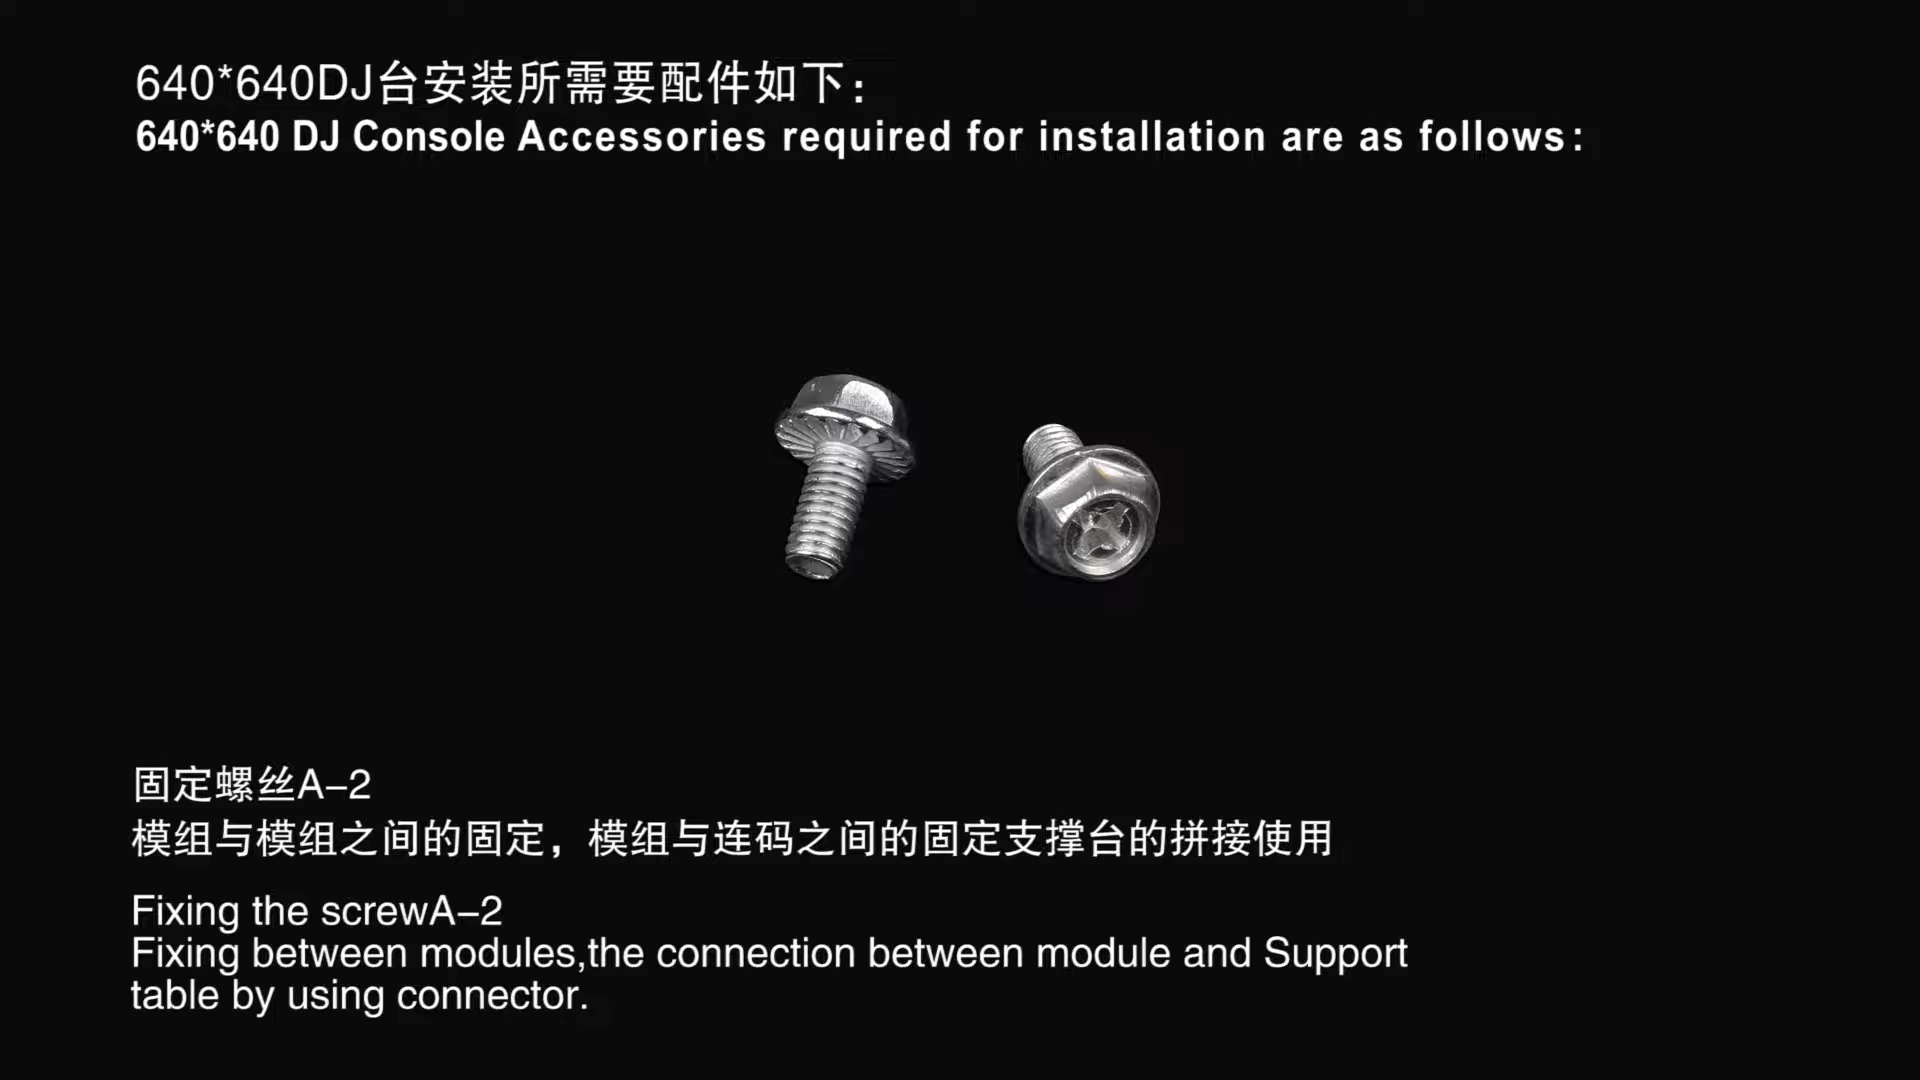 640*640DJ台安装所需要配件如下：
640*640 DJ Console Accessories required for installation are as follows:
固定螺丝A-2
模组与模组之间的固定，模组与连码之间的固定支撑台的拼接使用
Fixing the screwA-2
Fixing between modules,the connection between module and Support
table by using connector.